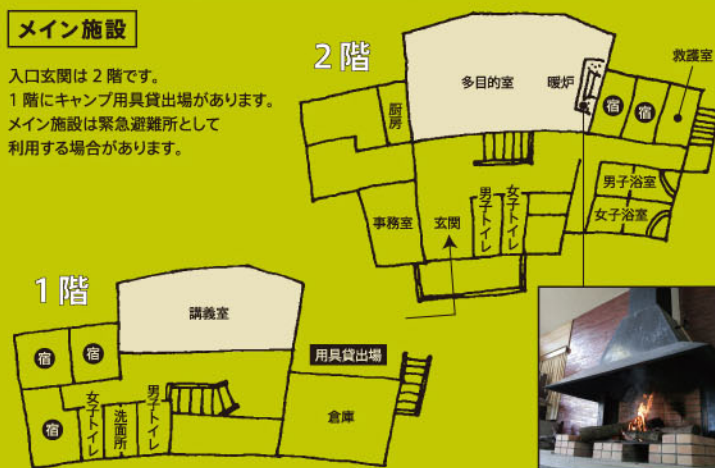 メイン施設
入口玄関は2階です。
1階にキャンプ用具貸出場があります。
メイン施設は緊急避難所として
利用する場合があります。
2階
多目的室
暖炉
救護室
厨房
宿
宿
男子浴室
女子浴室
事務室
玄関
男子トイレ
女子トイレ
1階
講義室
宿
宿
宿
用具貸出場
女子トイレ
洗面所
男子トイレ
倉庫